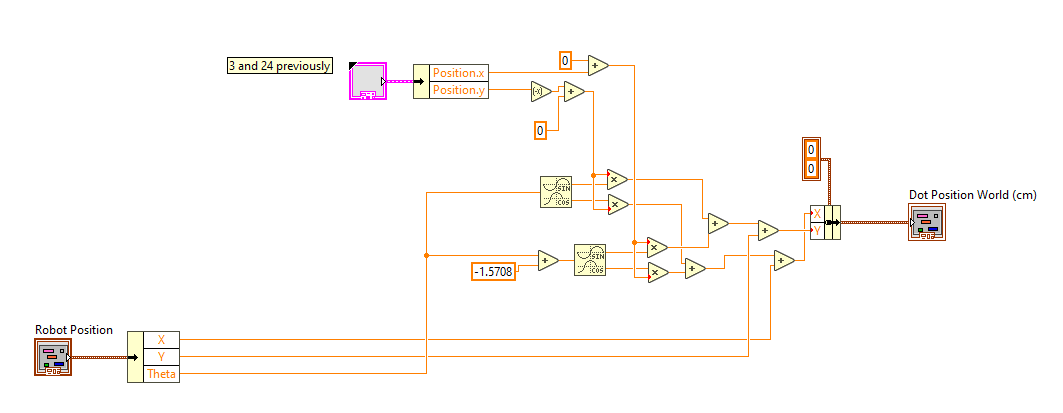 3 and 24 previously
Position.x
Position.y
0
(-x)
+
+
0
0
0
SIN
COS
×
×
Dot Position World (cm)
X
Y
+
+
×
-1.5708
+
SIN
COS
×
+
+
Robot Position
X
Y
Theta